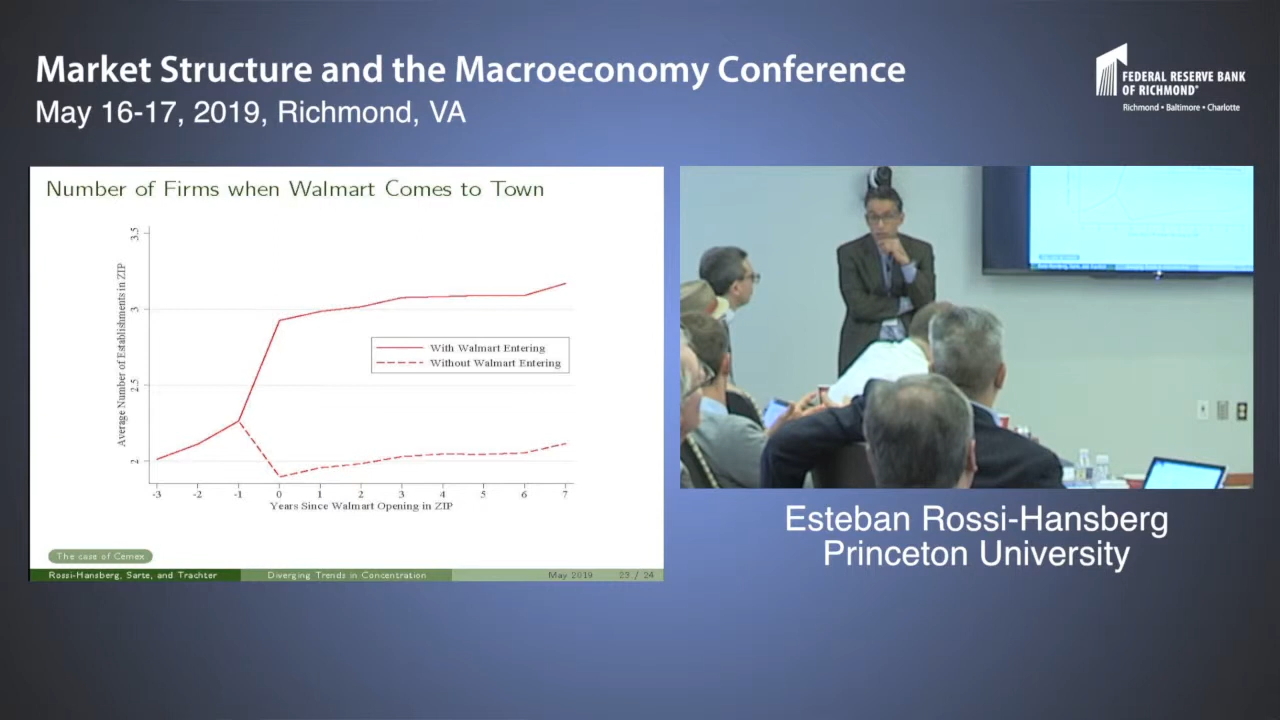 Market Structure and the Macroeconomy Conference
May 16-17, 2019, Richmond, VA
FEDERAL RESERVE BANK
OF RICHMOND®
Richmond • Baltimore • Charlotte
Number of Firms when Walmart Comes to Town
Average Number of Establishments in ZIP
3.5
3
2.5
2
With Walmart Entering
Without Walmart Entering
-3 -2 -1 0 1 2 3 4 5 6 7
Years Since Walmart Opening in ZIP
The case of Cemex
Rossi-Hansberg, Sarte, and Trachter Diverging Trends in Concentration May 2019 23 / 24
Esteban Rossi-Hansberg
Princeton University